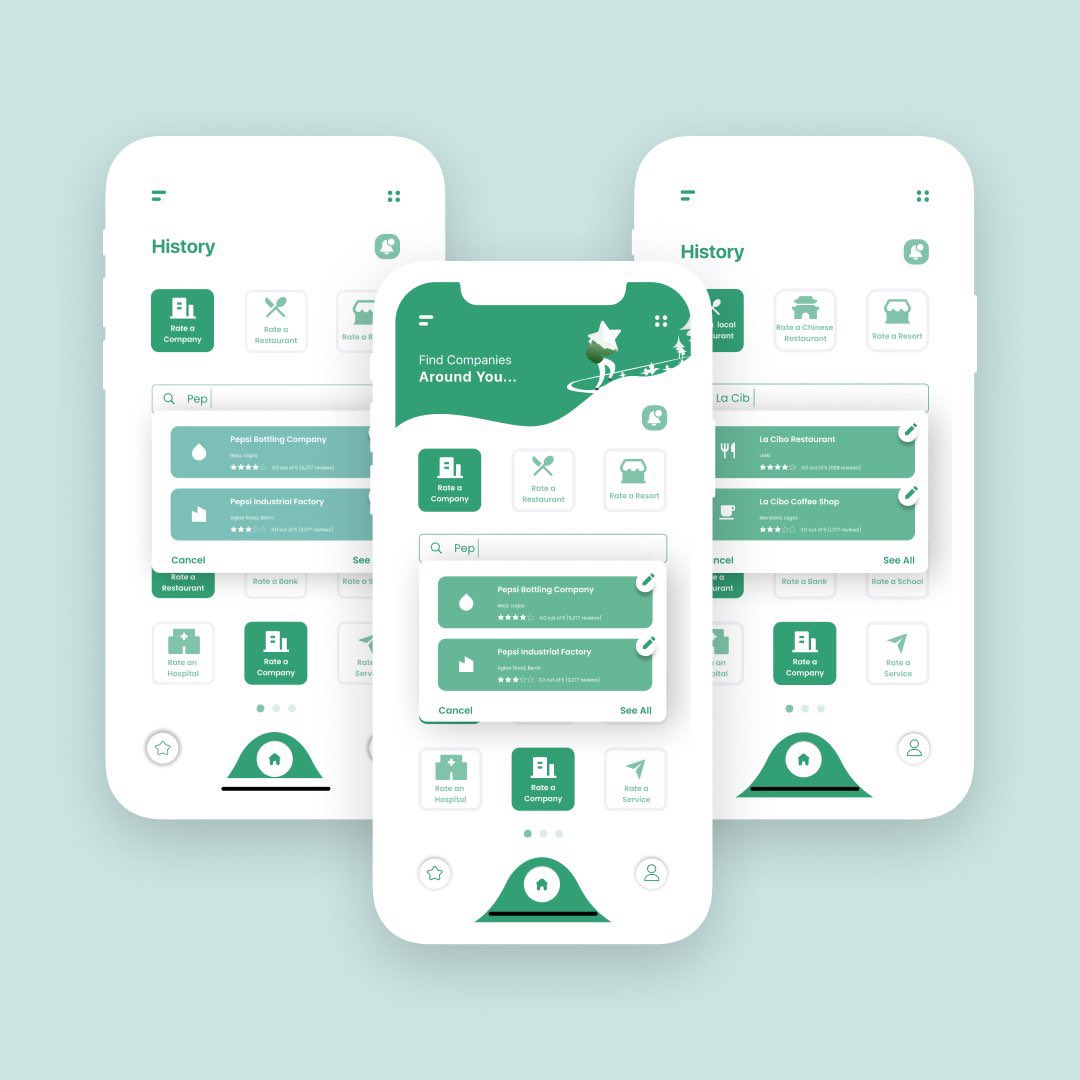 History
Rate a
Company
Rate a
Restaurant
Rate a R
Pep
Pepsi Bottling Company
Ikeja, Lagos
4.0 out of 5 (5,277 reviews)
Pepsi Industrial Factory
Agbor Road, Benin
3.0 out of 5 (2,277 reviews)
Cancel
See
Rate a
Restaurant
Rate a Bank
Rate a S
Rate an
Hospital
Rate a
Company
Rate
Serv
Find Companies
Around You...
Rate a
Company
Rate a
Restaurant
Rate a Resort
Pep
Pepsi Bottling Company
Ikeja, Lagos
4.0 out of 5 (5,277 reviews)
Pepsi Industrial Factory
Agbor Road, Benin
3.0 out of 5 (2,277 reviews)
Cancel
See All
Rate an
Hospital
Rate a
Company
Rate a
Service
History
local
urant
Rate a Chinese
Restaurant
Rate a Resort
La Cib
La Cibo Restaurant
Lekki
4.0 out of 5 (606 reviews)
La Cibo Coffee Shop
Maryland, Lagos
3.0 out of 5 (1,277 reviews)
ncel
See All
e a
urant
Rate a Bank
Rate a School
an
pital
Rate a
Company
Rate a
Service